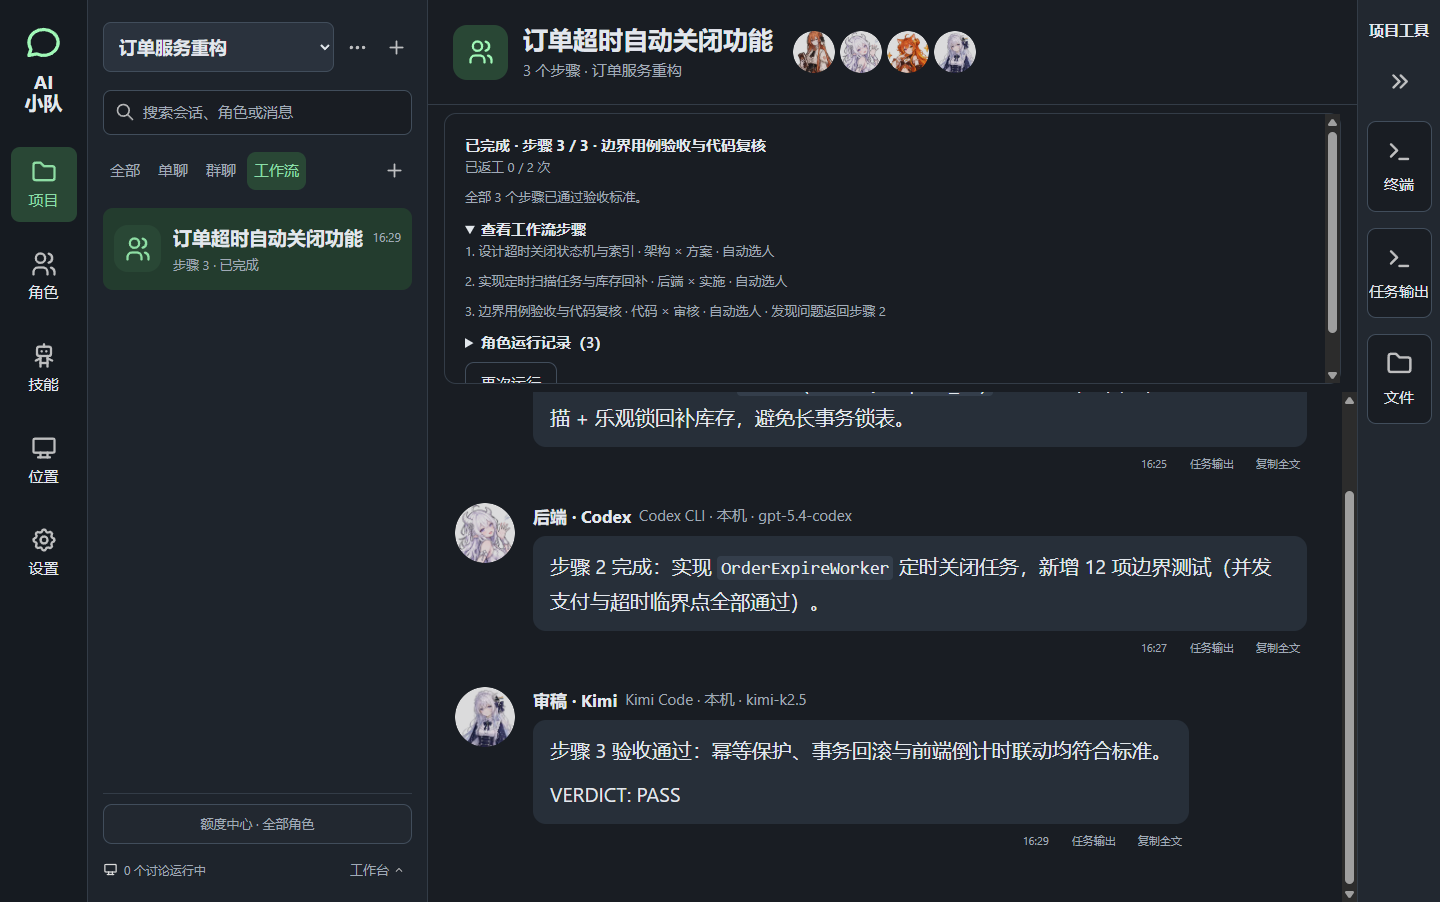 AI
小队
项目
角色
技能
位置
设置
订单服务重构
搜索会话、角色或消息
全部 单聊 群聊 工作流
订单超时自动关闭功能 16:29
步骤 3 · 已完成
额度中心 · 全部角色
0 个讨论运行中 工作台
订单超时自动关闭功能
3 个步骤 · 订单服务重构
已完成 · 步骤 3 / 3 · 边界用例验收与代码复核
已返工 0 / 2 次
全部 3 个步骤已通过验收标准。
查看工作流步骤
1. 设计超时关闭状态机与索引 · 架构 × 方案 · 自动选人
2. 实现定时扫描任务与库存回补 · 后端 × 实施 · 自动选人
3. 边界用例验收与代码复核 · 代码 × 审核 · 自动选人 · 发现问题返回步骤 2
角色运行记录（3）
再次运行
描 + 乐观锁回补库存，避免长事务锁表。
16:25 任务输出 复制全文
后端 · Codex Codex CLI · 本机 · gpt-5.4-codex
步骤 2 完成：实现 OrderExpireWorker 定时关闭任务，新增 12 项边界测试（并发
支付与超时临界点全部通过）。
16:27 任务输出 复制全文
审稿 · Kimi Kimi Code · 本机 · kimi-k2.5
步骤 3 验收通过：幂等保护、事务回滚与前端倒计时联动均符合标准。
VERDICT: PASS
16:29 任务输出 复制全文
项目工具
终端
任务输出
文件